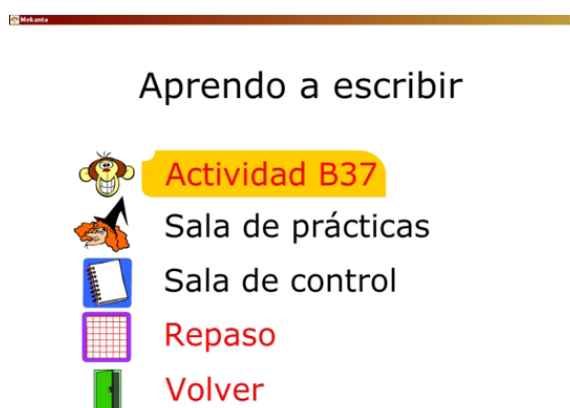 Mekanta
Aprendo a escribir
Actividad B37
Sala de prácticas
Sala de control
Repaso
Volver